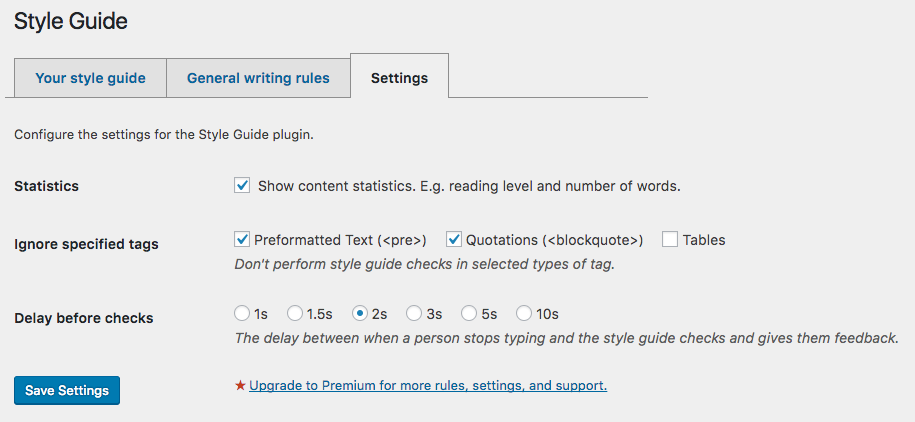 Style Guide
Your style guide General writing rules Settings
Configure the settings for the Style Guide plugin.
Statistics Show content statistics. E.g. reading level and number of words.
Ignore specified tags Preformatted Text (<pre>) Quotations (<blockquote>) Tables
Don't perform style guide checks in selected types of tag.
Delay before checks 1s 1.5s 2s 3s 5s 10s
The delay between when a person stops typing and the style guide checks and gives them feedback.
Save Settings ★ Upgrade to Premium for more rules, settings, and support.